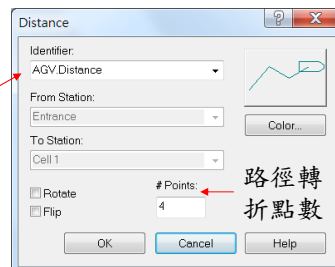 Distance
Identifier:
AGV.Distance
From Station:
Entrance
Color...
To Station:
Cell 1
Rotate
Flip
# Points:
4
路徑轉
折點數
OK
Cancel
Help